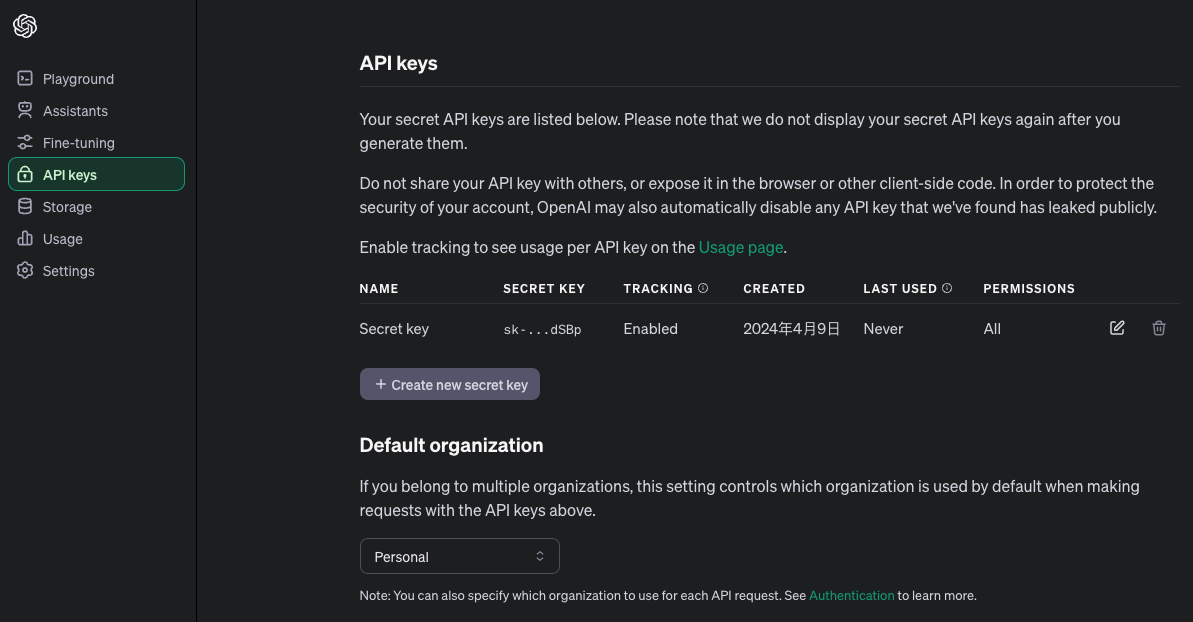 Playground
Assistants
Fine-tuning
API keys
Storage
Usage
Settings
API keys
Your secret API keys are listed below. Please note that we do not display your secret API keys again after you
generate them.
Do not share your API key with others, or expose it in the browser or other client-side code. In order to protect the
security of your account, OpenAI may also automatically disable any API key that we've found has leaked publicly.
Enable tracking to see usage per API key on the Usage page.
NAME SECRET KEY TRACKING CREATED LAST USED PERMISSIONS
Secret key sk-...dSBp Enabled 2024年4月9日 Never All
+ Create new secret key
Default organization
If you belong to multiple organizations, this setting controls which organization is used by default when making
requests with the API keys above.
Personal
Note: You can also specify which organization to use for each API request. See Authentication to learn more.